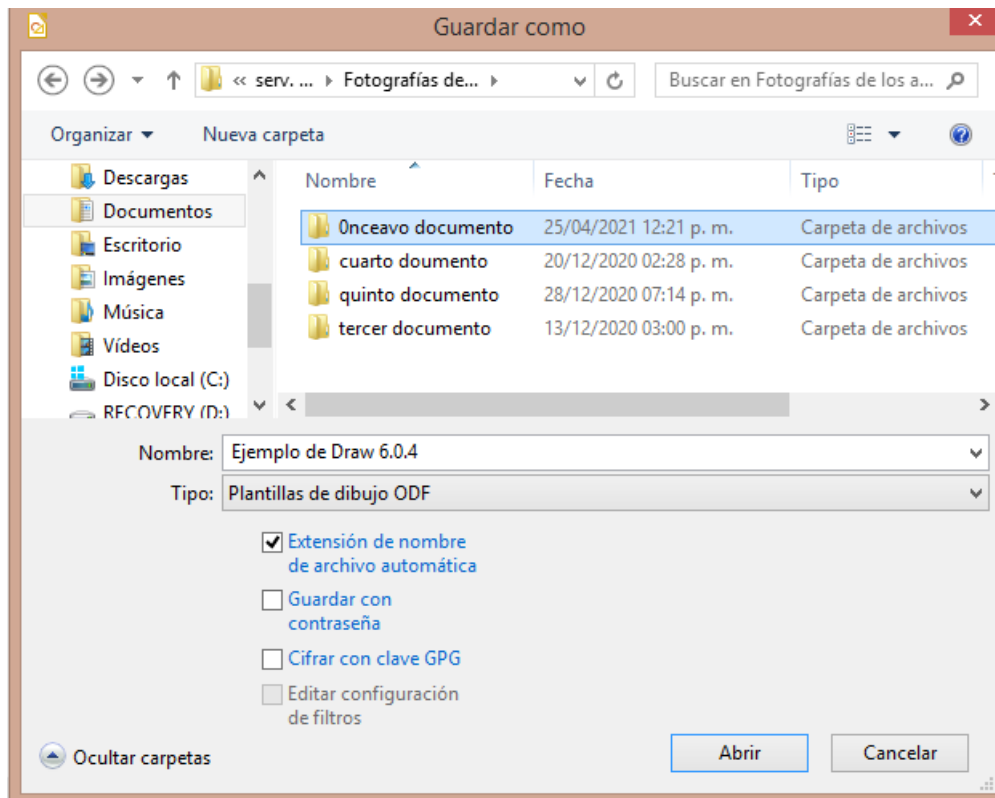 Guardar como
« serv. ... Fotografías de...
Buscar en Fotografías de los a...
Organizar
Nueva carpeta
Descargas
Documentos
Escritorio
Imágenes
Música
Vídeos
Disco local (C:)
RECOVERY (D:)
Nombre Fecha Tipo
0nceavo documento 25/04/2021 12:21 p. m. Carpeta de archivos
cuarto doumento 20/12/2020 02:28 p. m. Carpeta de archivos
quinto documento 28/12/2020 07:14 p. m. Carpeta de archivos
tercer documento 13/12/2020 03:00 p. m. Carpeta de archivos
Nombre: Ejemplo de Draw 6.0.4
Tipo: Plantillas de dibujo ODF
Extensión de nombre
de archivo automática
Guardar con
contraseña
Cifrar con clave GPG
Editar configuración
de filtros
Ocultar carpetas
Abrir
Cancelar